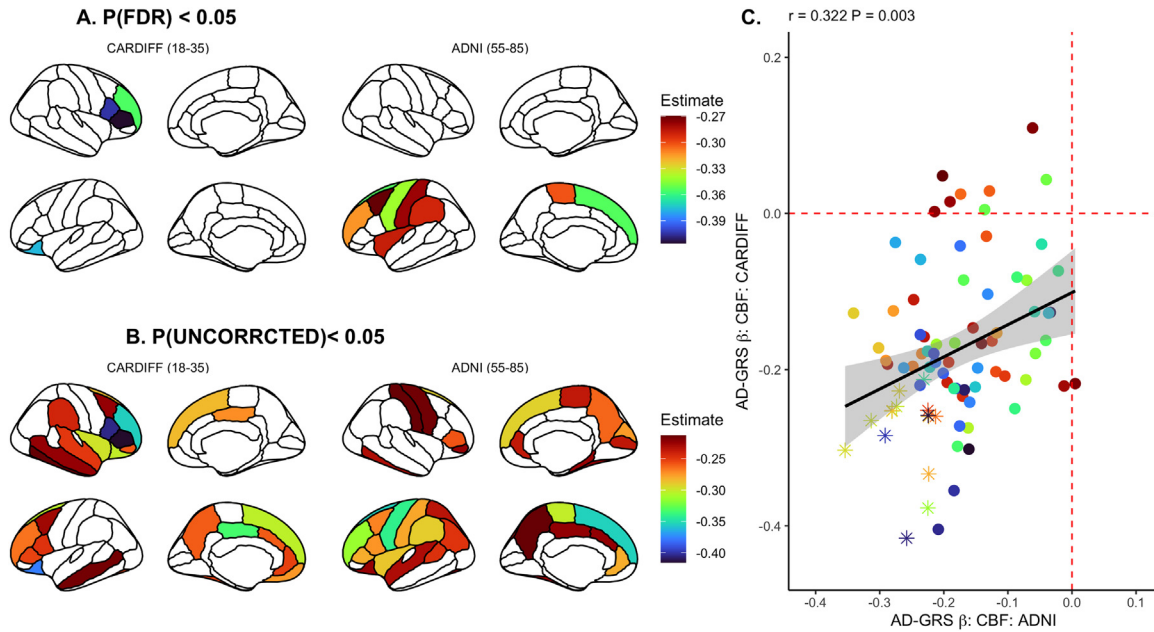 A. P(FDR) < 0.05
CARDIFF (18-35)
ADNI (55-85)
Estimate
-0.27
-0.30
-0.33
-0.36
-0.39
B. P(UNCORRCTED)< 0.05
CARDIFF (18-35)
ADNI (55-85)
Estimate
-0.25
-0.30
-0.35
-0.40
C.
r = 0.322 P = 0.003
AD-GRS β: CBF: CARDIFF
0.2
0.0
-0.2
-0.4
-0.4
-0.3
-0.2
-0.1
0.0
0.1
AD-GRS β: CBF: ADNI